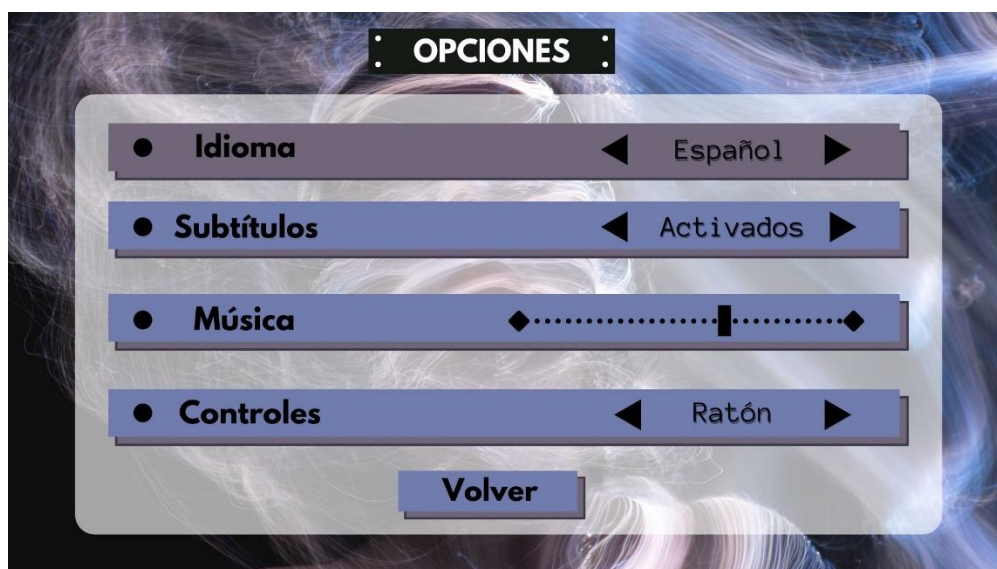 OPCIONES
Idioma Español
Subtítulos Activados
Música
Controles Ratón
Volver